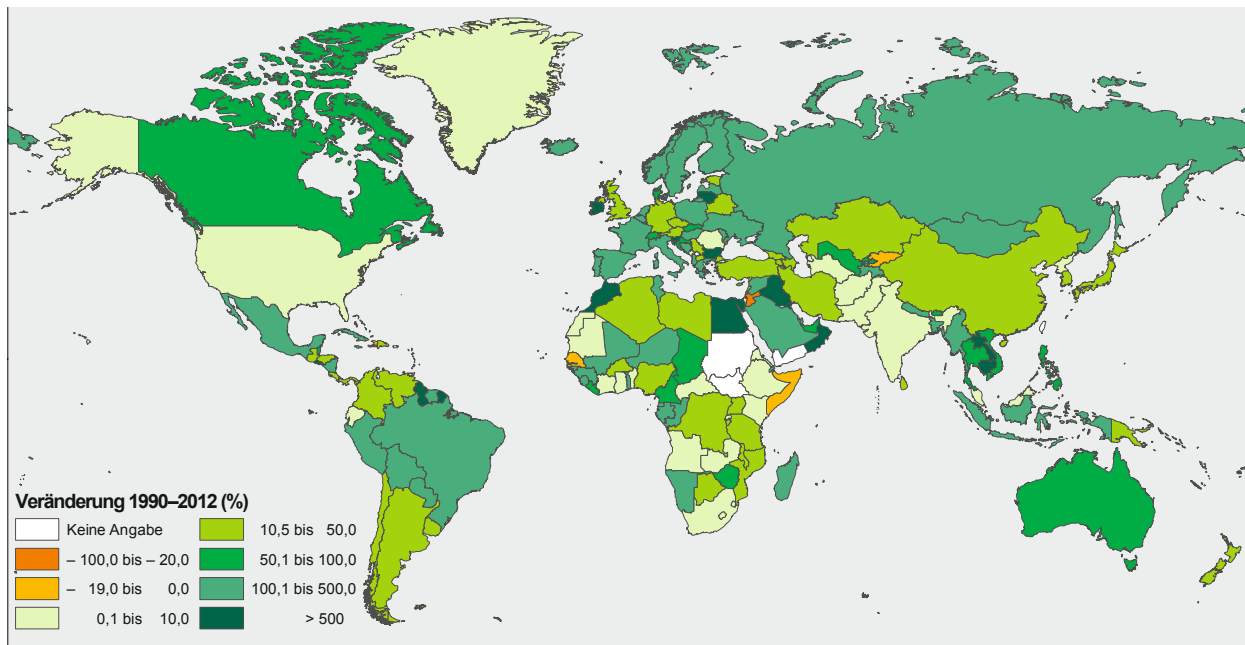 Veränderung 1990–2012 (%)
Keine Angabe
– 100,0 bis – 20,0
– 19,0 bis 0,0
0,1 bis 10,0
10,5 bis 50,0
50,1 bis 100,0
100,1 bis 500,0
> 500